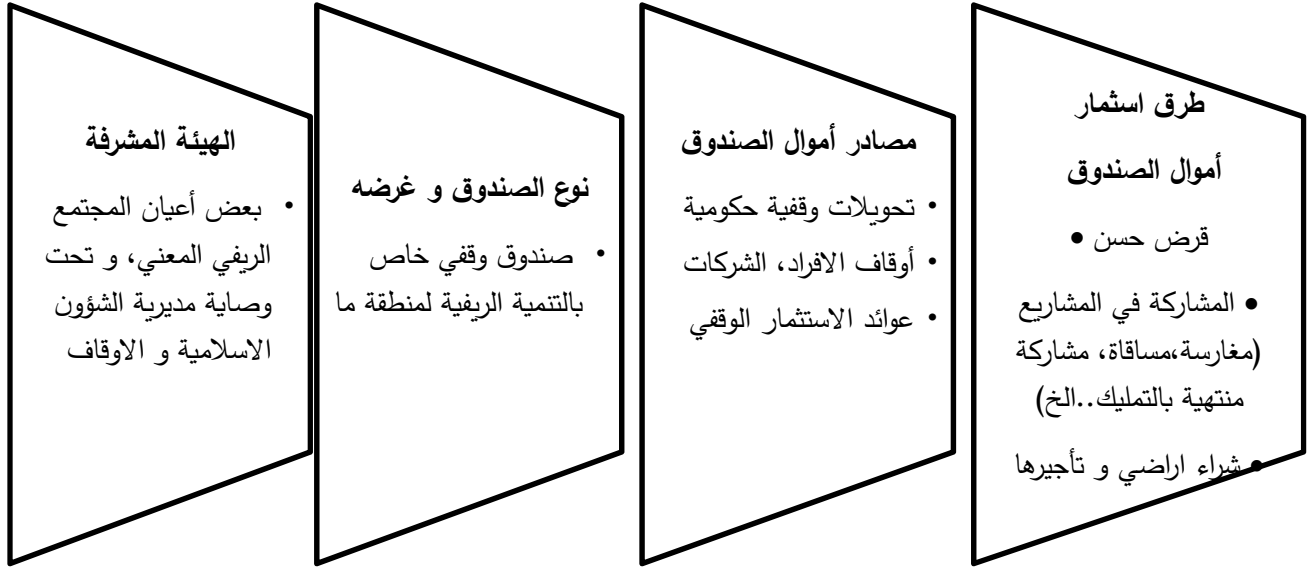 طرق استثمار
أموال الصندوق
قرض حسن •
• المشاركة في المشاريع
(مغارسة،مساقاة، مشاركة
منتهية بالتمليك..الخ)
• شراء اراضي و تأجيرها
مصادر أموال الصندوق
• تحويلات وقفية حكومية
• أوقاف الافراد، الشركات
• عوائد الاستثمار الوقفي
نوع الصندوق و غرضه
• صندوق وقفي خاص
بالتنمية الريفية لمنطقة ما
الهيئة المشرفة
• بعض أعيان المجتمع
الريفي المعني، و تحت
وصاية مديرية الشؤون
الاسلامية و الاوقاف